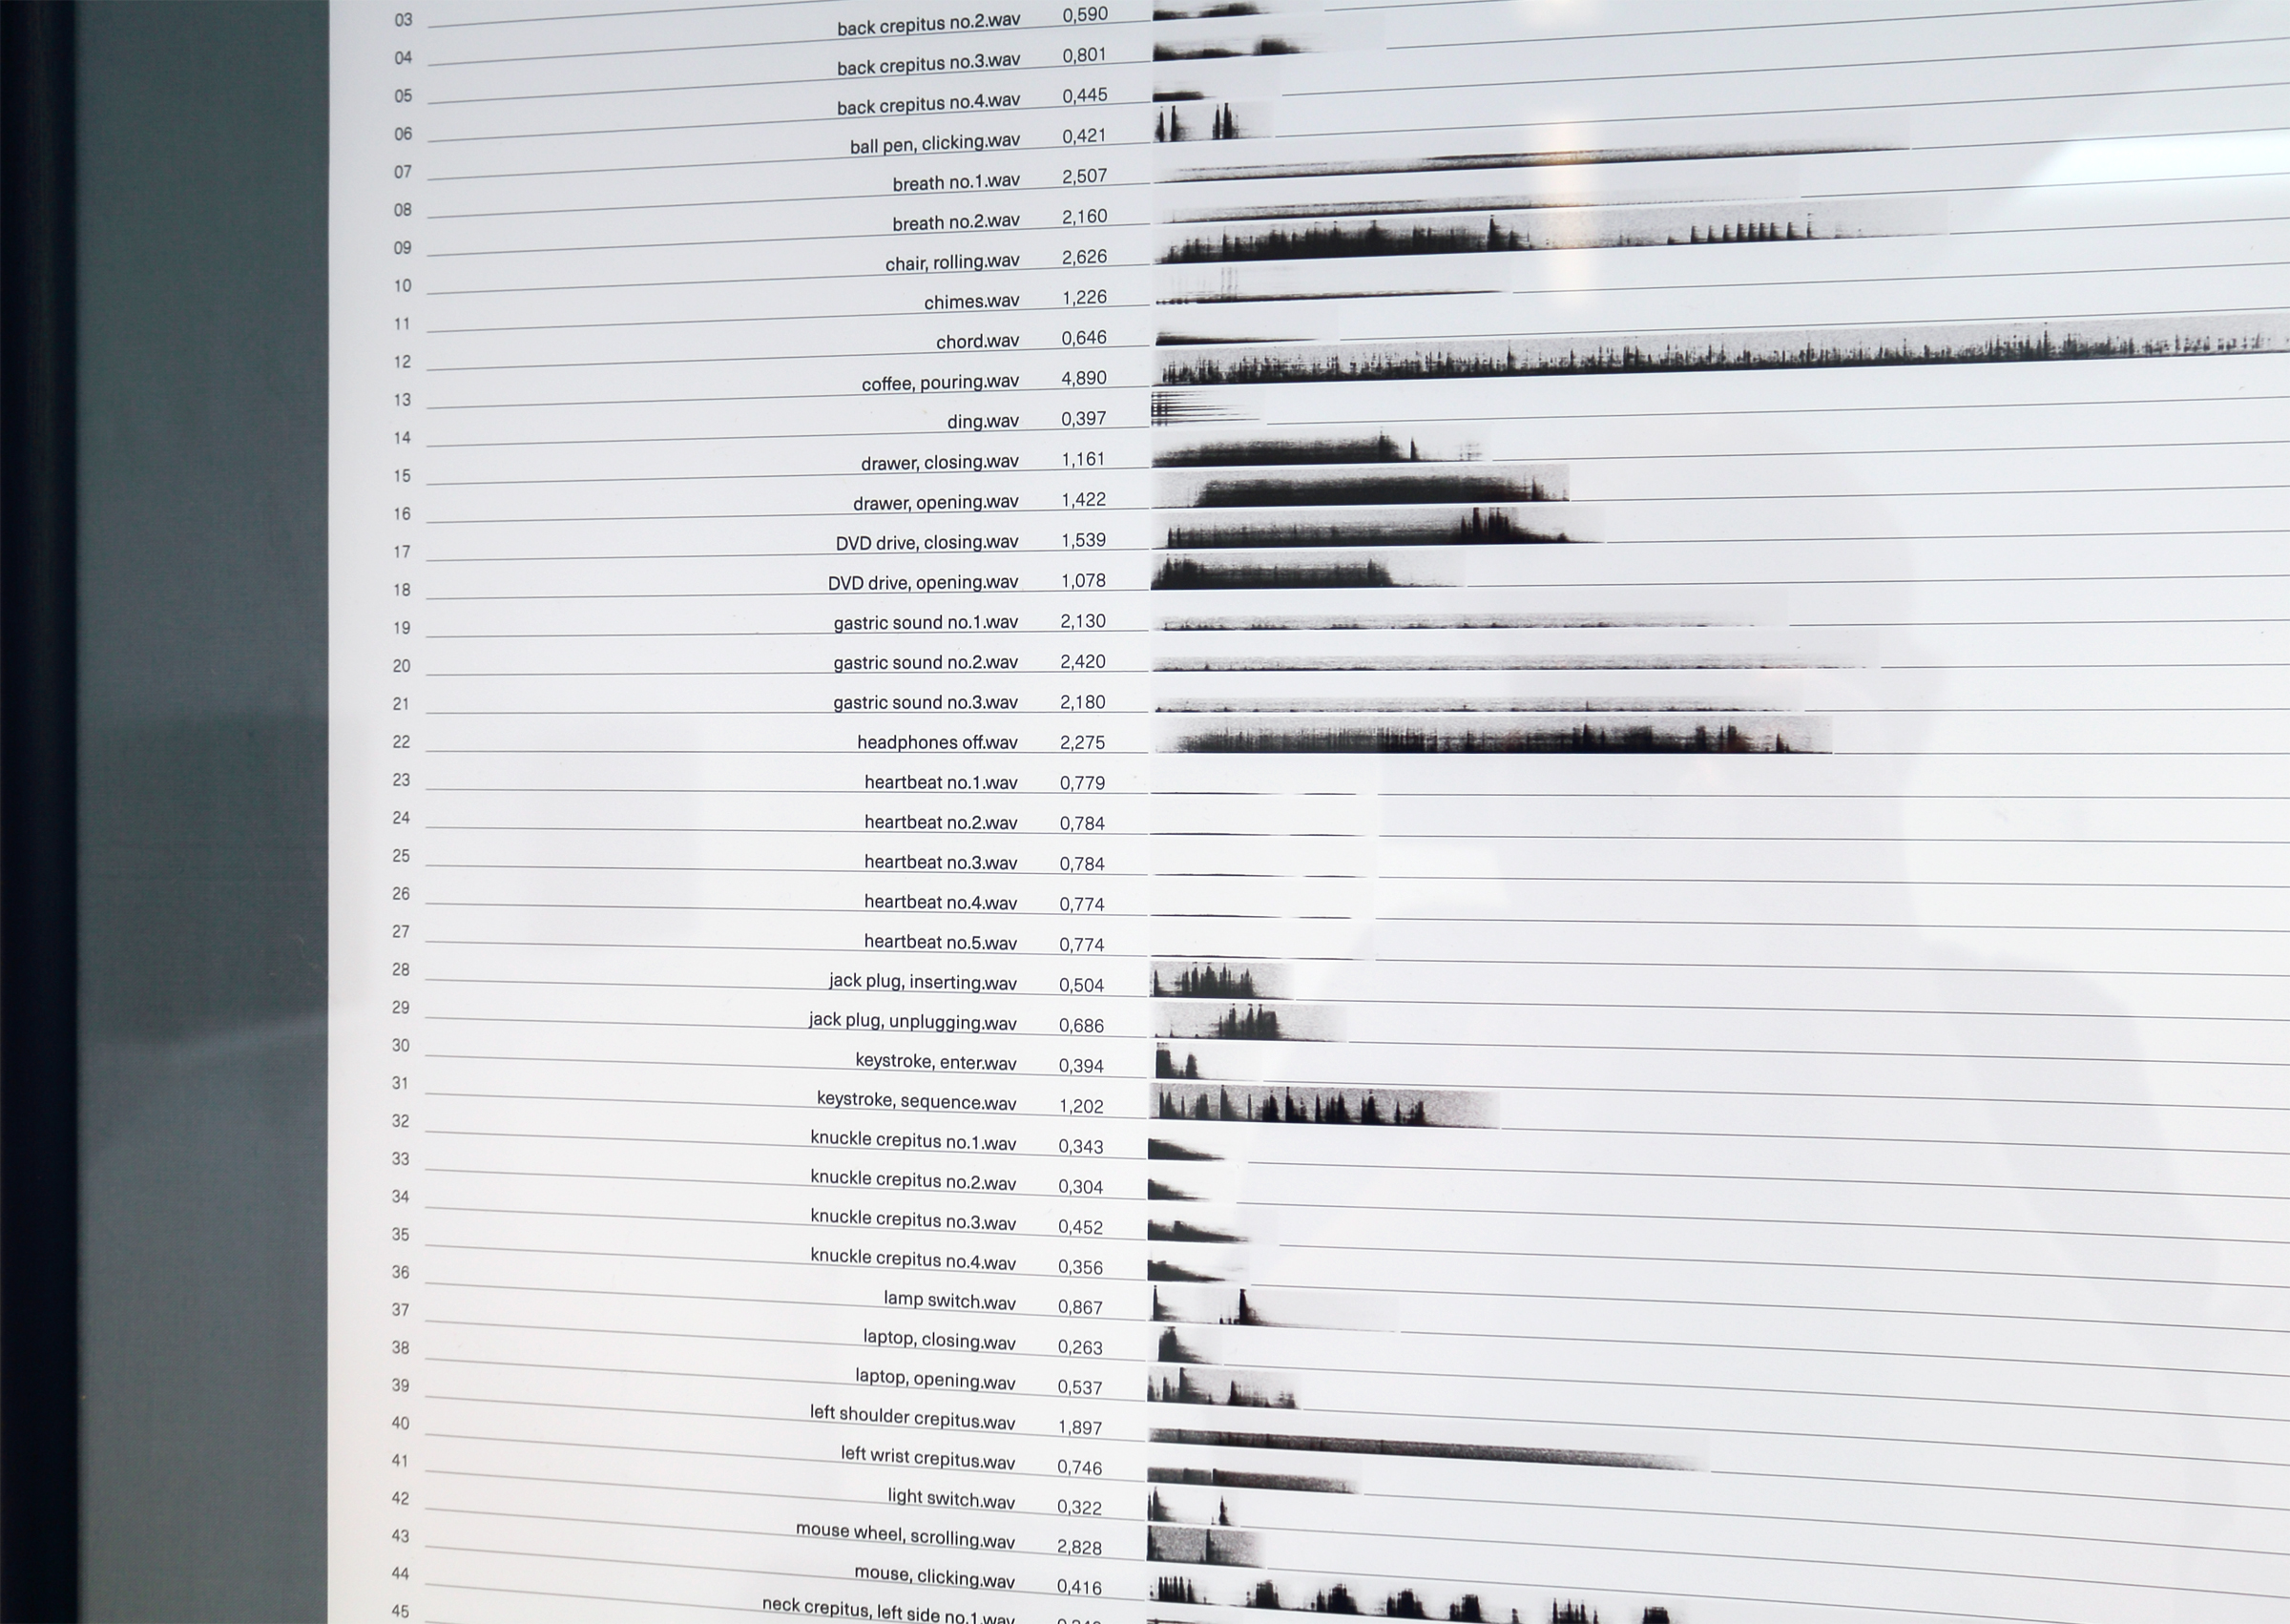 03
04 back crepitus no.2.wav 0,590
05 back crepitus no.3.wav 0,801
06 back crepitus no.4.wav 0,445
07 ball pen, clicking.wav 0,421
08 breath no.1.wav 2,507
09 breath no.2.wav 2,160
10 chair, rolling.wav 2,626
11 chimes.wav 1,226
12 chord.wav 0,646
13 coffee, pouring.wav 4,890
14 ding.wav 0,397
15 drawer, closing.wav 1,161
16 drawer, opening.wav 1,422
17 DVD drive, closing.wav 1,539
18 DVD drive, opening.wav 1,078
19 gastric sound no.1.wav 2,130
20 gastric sound no.2.wav 2,420
21 gastric sound no.3.wav 2,180
22 headphones off.wav 2,275
23 heartbeat no.1.wav 0,779
24 heartbeat no.2.wav 0,784
25 heartbeat no.3.wav 0,784
26 heartbeat no.4.wav 0,774
27 heartbeat no.5.wav 0,774
28 jack plug, inserting.wav 0,504
29 jack plug, unplugging.wav 0,686
30 keystroke, enter.wav 0,394
31 keystroke, sequence.wav 1,202
32 knuckle crepitus no.1.wav 0,343
33 knuckle crepitus no.2.wav 0,304
34 knuckle crepitus no.3.wav 0,452
35 knuckle crepitus no.4.wav 0,356
36 lamp switch.wav 0,867
37 laptop, closing.wav 0,263
38 laptop, opening.wav 0,537
39 left shoulder crepitus.wav 1,897
40 left wrist crepitus.wav 0,746
41 light switch.wav 0,322
42 mouse wheel, scrolling.wav 2,828
43 mouse, clicking.wav 0,416
44 neck crepitus, left side no.1.wav
45